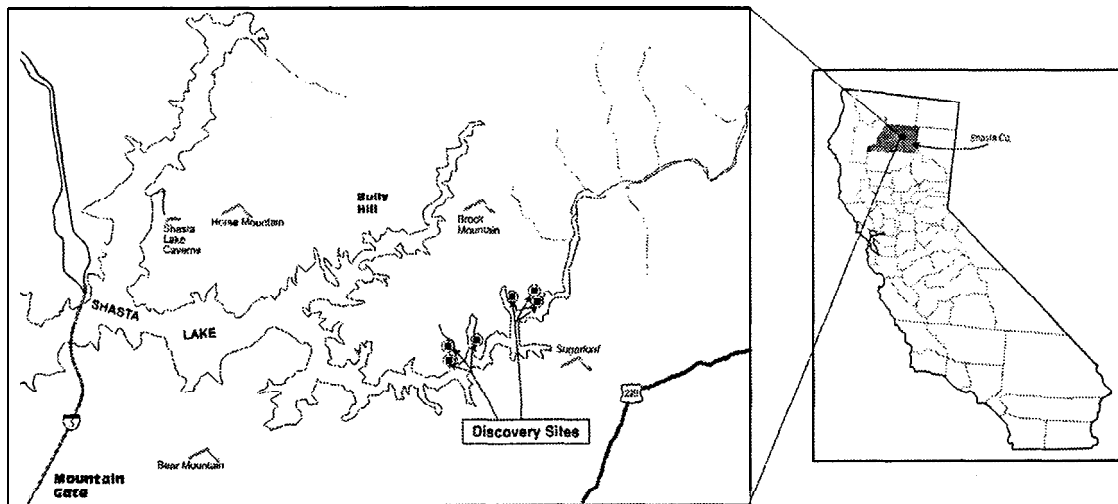 Shasta Co.
Bully
Hill
Brock
Mountain
Horse Mountain
Shasta
Lake
Caverns
SHASTA
LAKE
Sugarloaf
5
Discovery Sites
Bear Mountain
Mountain
Gate